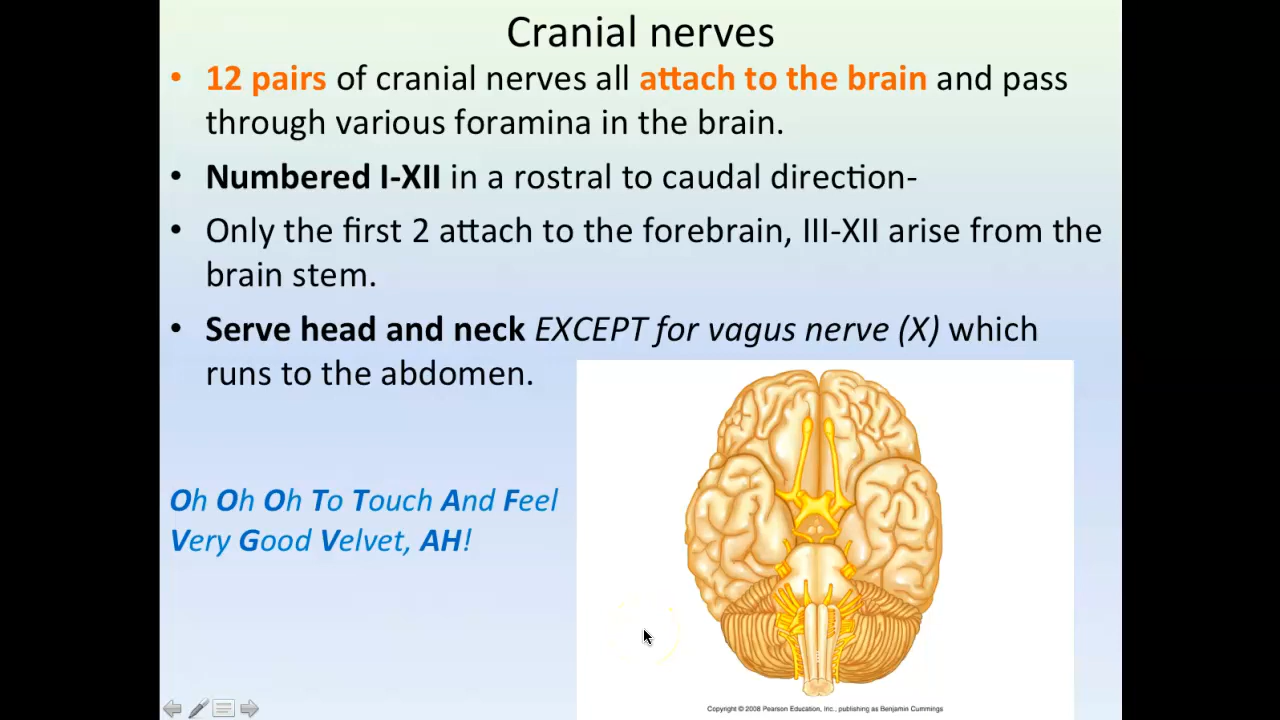 Cranial nerves
• 12 pairs of cranial nerves all attach to the brain and pass
through various foramina in the brain.
• Numbered I-XII in a rostral to caudal direction-
• Only the first 2 attach to the forebrain, III-XII arise from the
brain stem.
• Serve head and neck EXCEPT for vagus nerve (X) which
runs to the abdomen.
Oh Oh Oh To Touch And Feel
Very Good Velvet, AH!
Copyright © 2008 Pearson Education, Inc., publishing as Benjamin Cummings